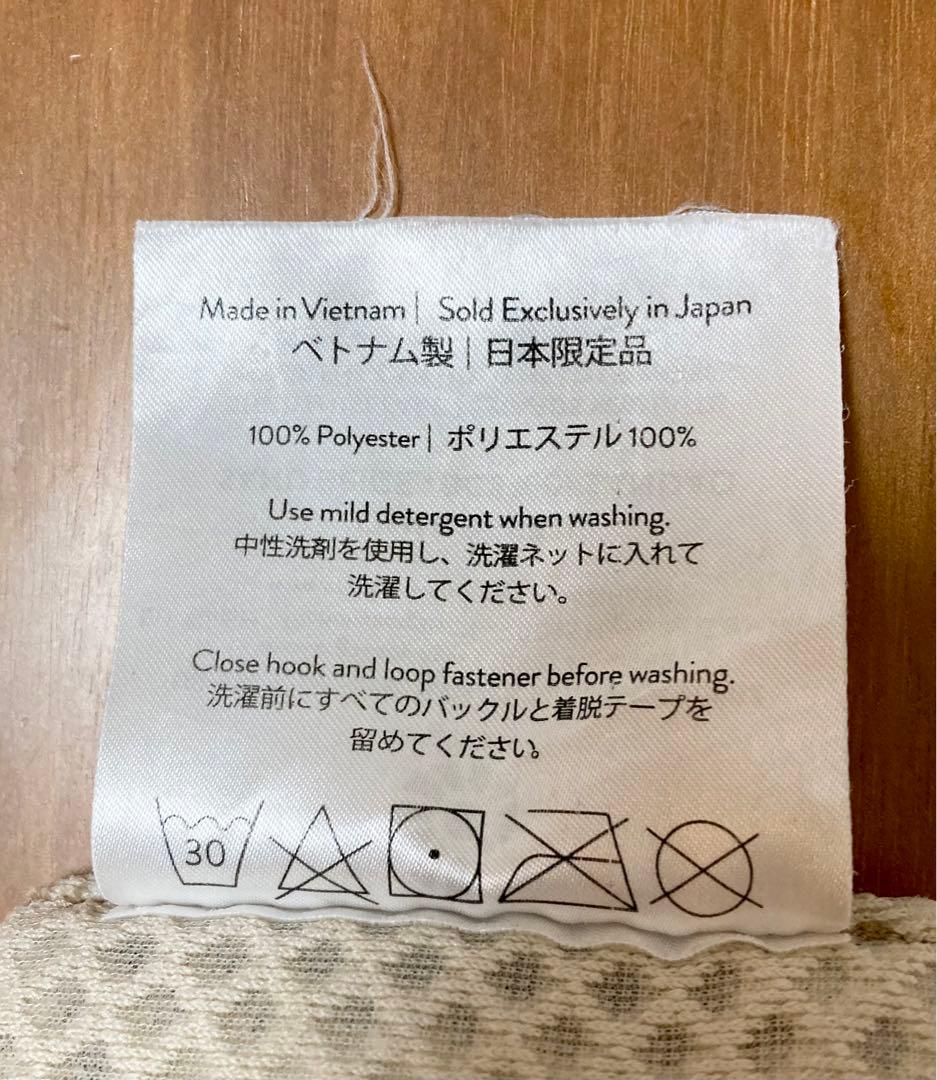 Made in Vietnam | Sold Exclusively in Japan
ベトナム製 | 日本限定品
100% Polyester | ポリエステル 100%
Use mild detergent when washing.
中性洗剤を使用し、洗濯ネットに入れて
洗濯してください。
Close hook and loop fastener before washing.
洗濯前にすべてのバックルと着脱テープを
留めてください。
30